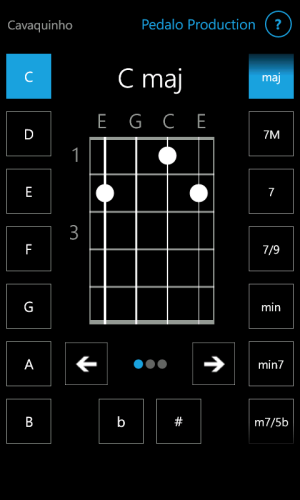 Cavaquinho
Pedalo Production ?
C
C maj
maj
E G C E
1
D
7M
E
7
3
F
7/9
G
min
A
min7
B
b
#
m7/5b